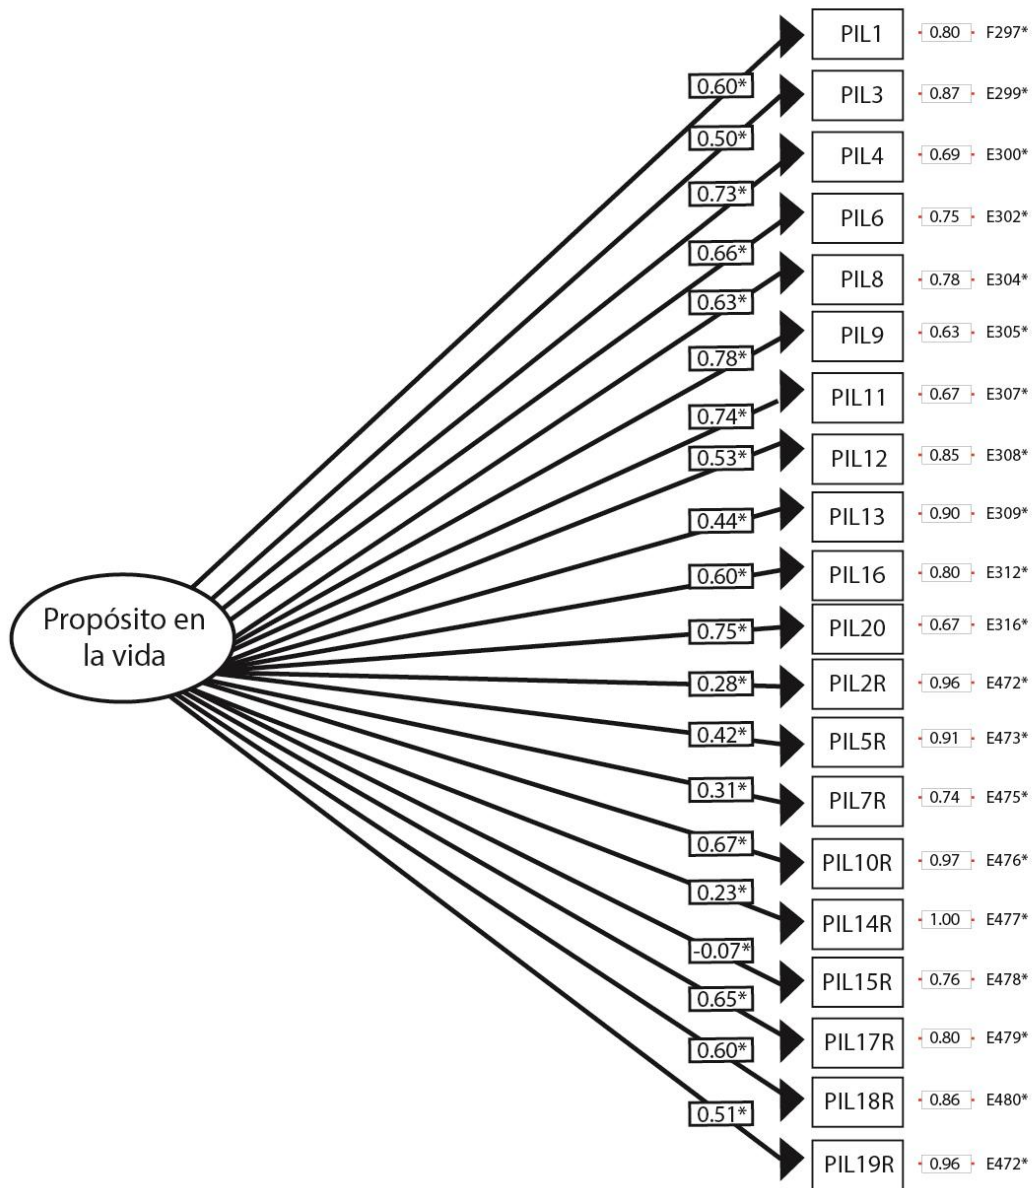 PIL1 0.80 F297*
0.60*
PIL3 0.87 E299*
0.50*
PIL4 0.69 E300*
0.73*
PIL6 0.75 E302*
0.66*
PIL8 0.78 E304*
0.63*
PIL9 0.63 E305*
0.78*
PIL11 0.67 E307*
0.74*
PIL12 0.85 E308*
0.53*
PIL13 0.90 E309*
0.44*
PIL16 0.80 E312*
0.60*
Propósito en
la vida
PIL20 0.67 E316*
0.75*
PIL2R 0.96 E472*
0.28*
PIL5R 0.91 E473*
0.42*
PIL7R 0.74 E475*
0.31*
PIL10R 0.97 E476*
0.67*
PIL14R 1.00 E477*
0.23*
PIL15R 0.76 E478*
-0.07*
PIL17R 0.80 E479*
0.65*
PIL18R 0.86 E480*
0.60*
PIL19R 0.96 E472*
0.51*